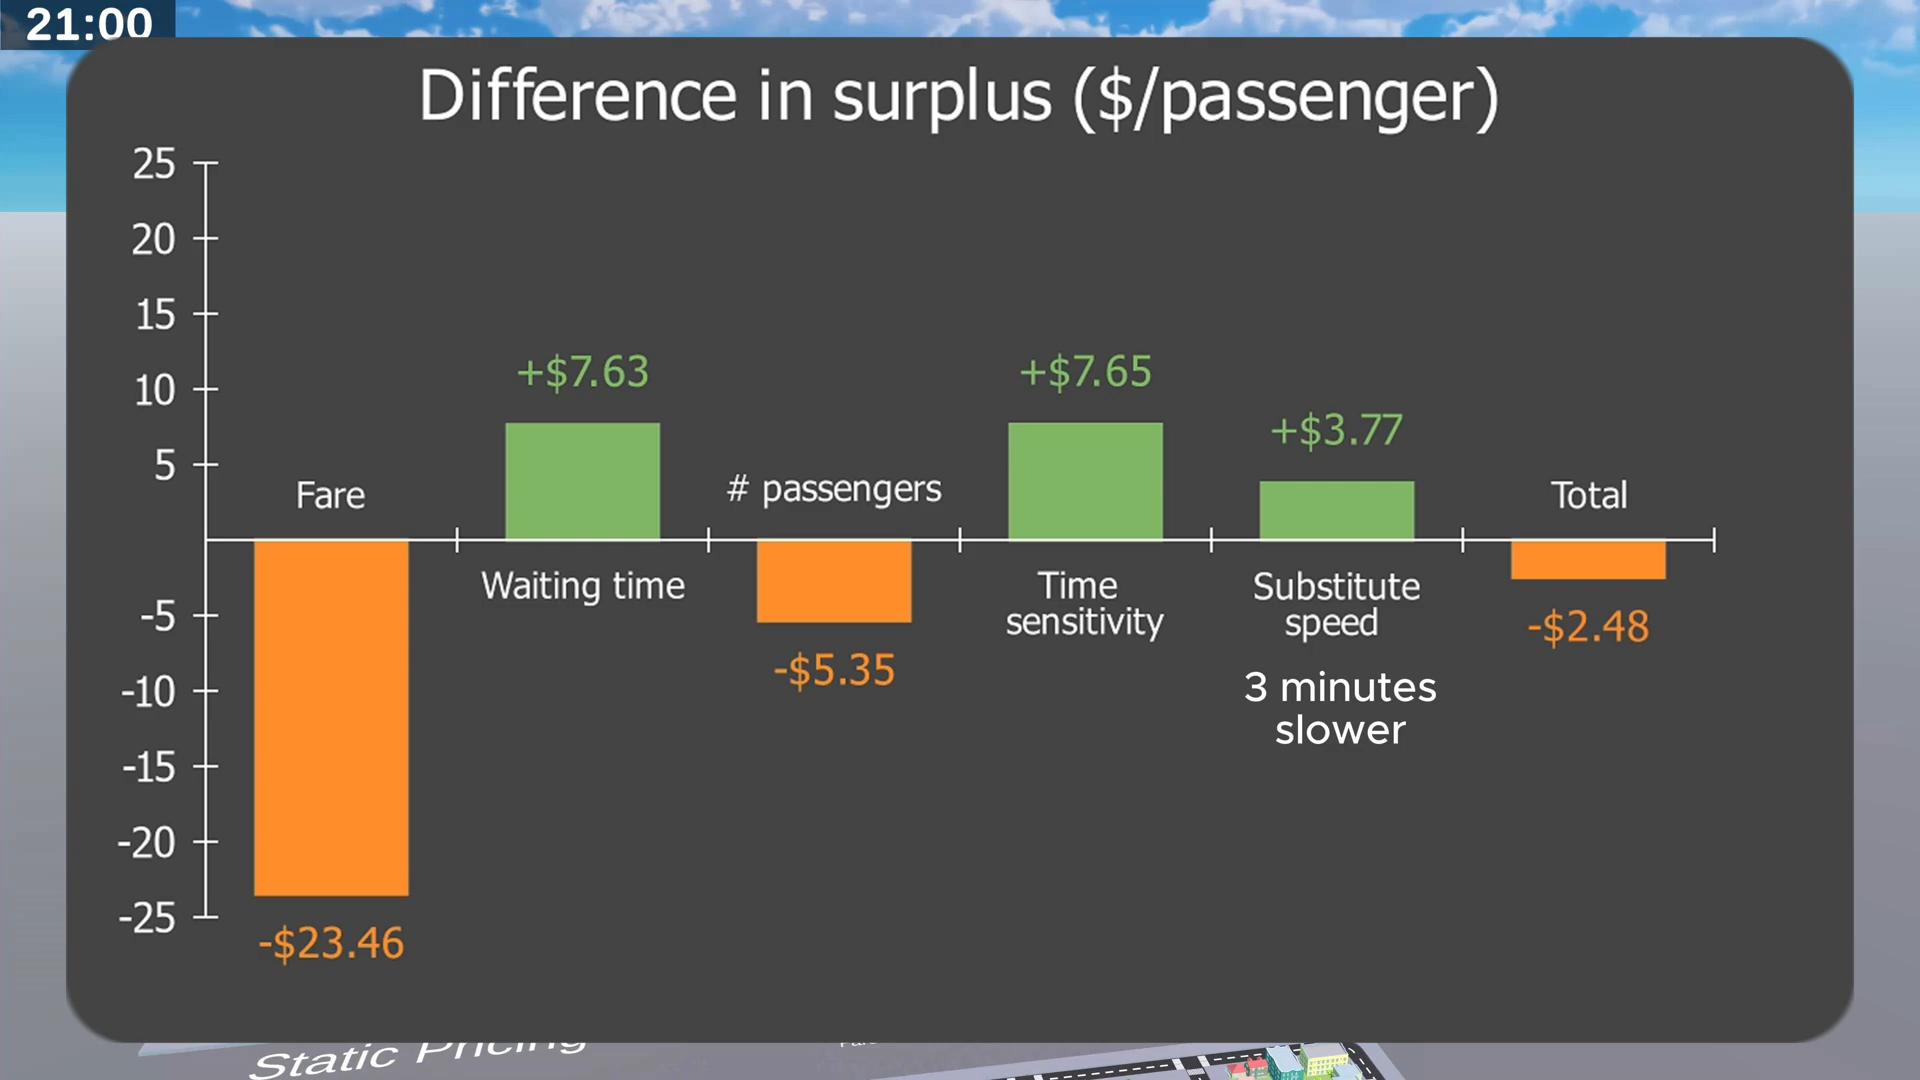 21:00
Difference in surplus ($/passenger)
25
20
15
10
5
-5
-10
-15
-20
-25
Fare
-$23.46
+$7.63
Waiting time
# passengers
-$5.35
+$7.65
Time
sensitivity
+$3.77
Substitute
speed
3 minutes
slower
Total
-$2.48
Static Pricing